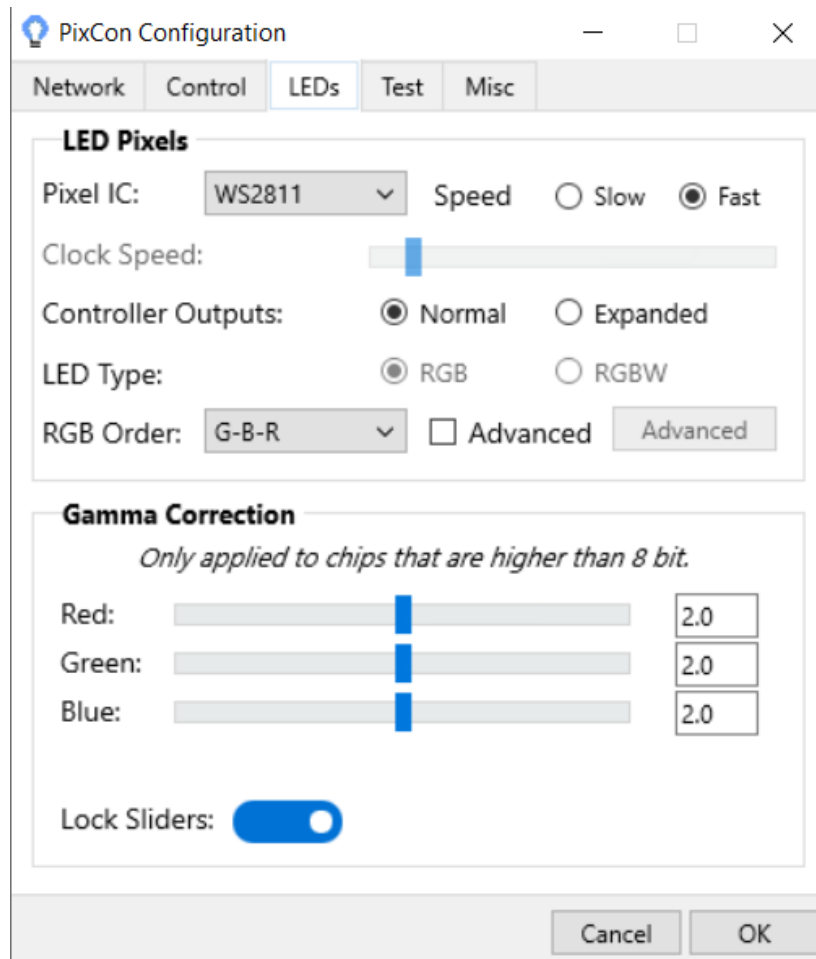 PixCon Configuration
Network Control LEDs Test Misc
LED Pixels
Pixel IC: WS2811 Speed Slow Fast
Clock Speed:
Controller Outputs: Normal Expanded
LED Type: RGB RGBW
RGB Order: G-B-R Advanced Advanced
Gamma Correction
Only applied to chips that are higher than 8 bit.
Red: 2.0
Green: 2.0
Blue: 2.0
Lock Sliders:
Cancel OK